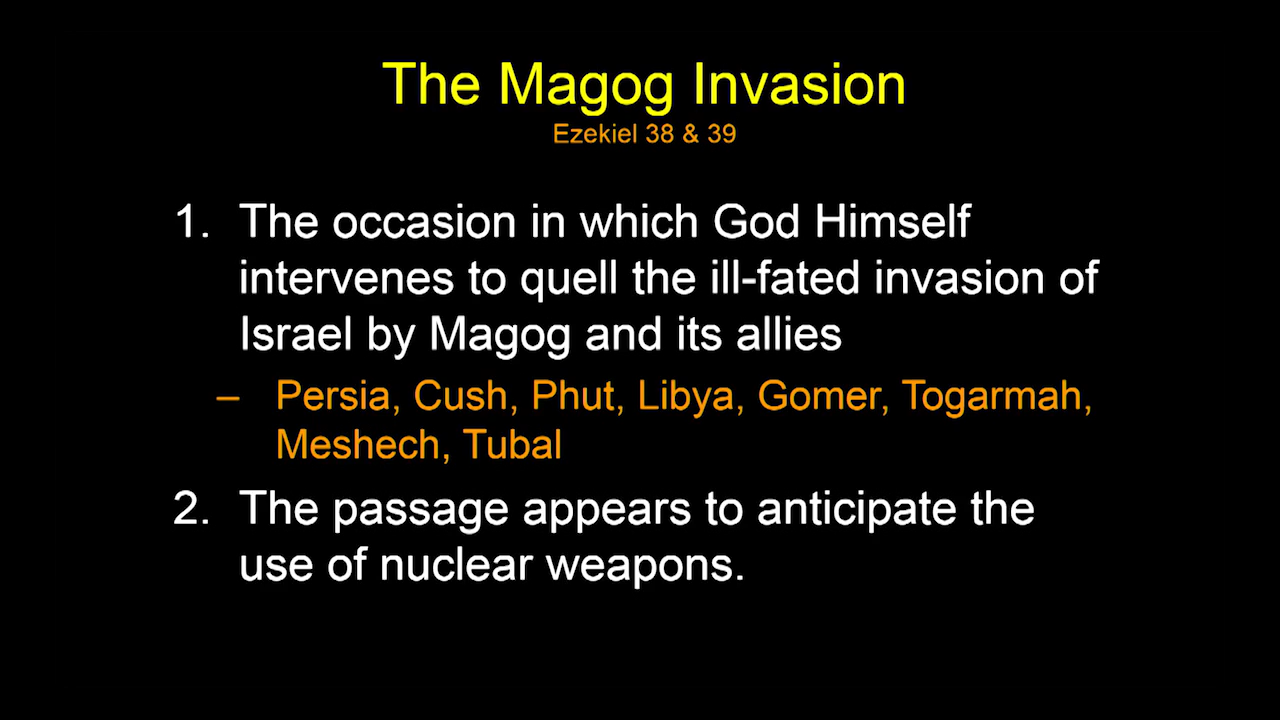 The Magog Invasion
Ezekiel 38 & 39
1. The occasion in which God Himself
intervenes to quell the ill-fated invasion of
Israel by Magog and its allies
– Persia, Cush, Phut, Libya, Gomer, Togarmah,
Meshech, Tubal
2. The passage appears to anticipate the
use of nuclear weapons.